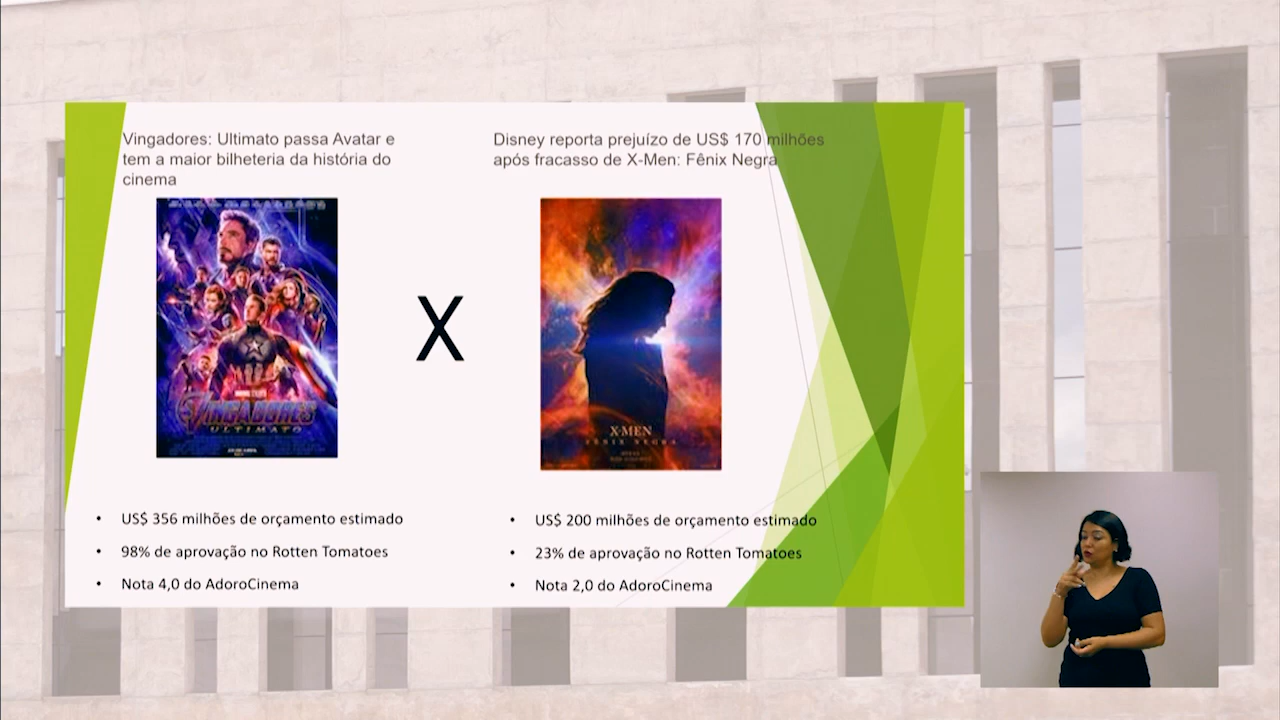 Vingadores: Ultimato passa Avatar e
tem a maior bilheteria da história do
cinema
Disney reporta prejuízo de US$ 170 milhões
após fracasso de X-Men: Fênix Negra
VINGADORES
ULTIMATO
X
X-MEN
FÊNIX NEGRA
• US$ 356 milhões de orçamento estimado
• 98% de aprovação no Rotten Tomatoes
• Nota 4,0 do AdoroCinema
• US$ 200 milhões de orçamento estimado
• 23% de aprovação no Rotten Tomatoes
• Nota 2,0 do AdoroCinema